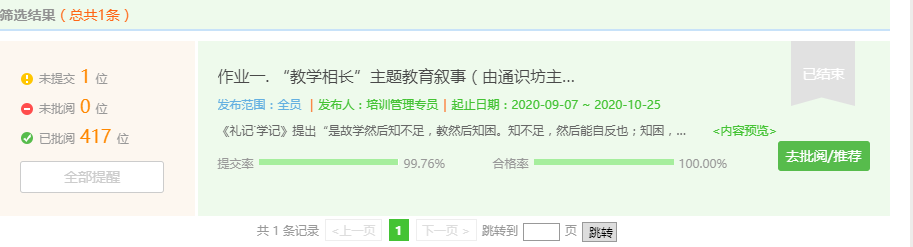 筛选结果（总共1条）
未提交 1 位
未批阅 0 位
已批阅 417 位
全部提醒
作业一. “教学相长”主题教育叙事（由通识坊主...
已结束
发布范围：全员 | 发布人：培训管理专员 | 起止日期：2020-09-07 ~ 2020-10-25
《礼记˙学记》提出“是故学然后知不足，教然后知困。知不足，然后能自反也；知困，... <内容预览>
提交率 99.76% 合格率 100.00%
去批阅/推荐
共 1 条记录 <上一页 1 下一页 > 跳转到 页 跳转